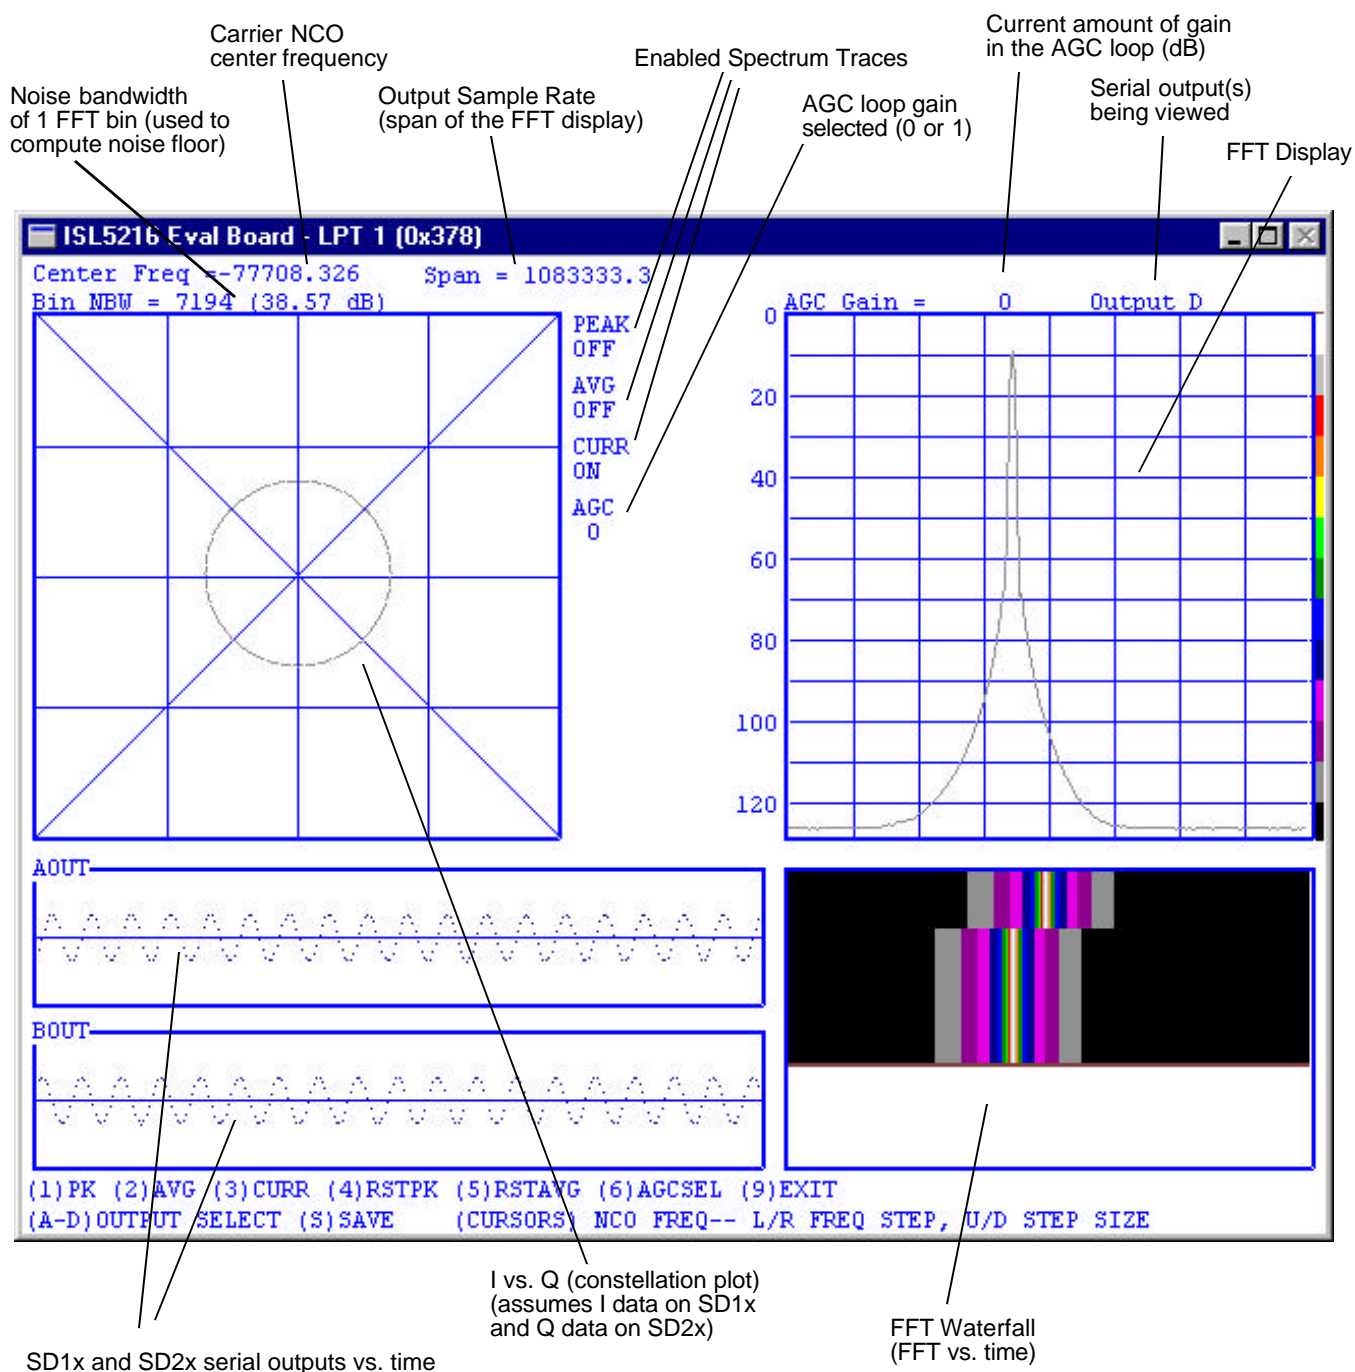 Carrier NCO
center frequency
Current amount of gain
in the AGC loop (dB)
Enabled Spectrum Traces
Noise bandwidth
of 1 FFT bin (used to
compute noise floor)
Output Sample Rate
(span of the FFT display)
AGC loop gain
selected (0 or 1)
Serial output(s)
being viewed
FFT Display
ISL5216 Eval Board - LPT 1 (0x378)
Center Freq =-77708.326 Span = 1083333.3
Bin NBW = 7194 (38.57 dB)
AGC Gain = 0 Output D
PEAK
OFF
AVG
OFF
CURR
ON
AGC
0
0
20
40
60
80
100
120
AOUT
BOUT
(1)PK (2)AVG (3)CURR (4)RSTPK (5)RSTAVG (6)AGCSEL (9)EXIT
(A-D)OUTPUT SELECT (S)SAVE (CURSORS) NCO FREQ-- L/R FREQ STEP, U/D STEP SIZE
I vs. Q (constellation plot)
(assumes I data on SD1x
and Q data on SD2x)
FFT Waterfall
(FFT vs. time)
SD1x and SD2x serial outputs vs. time